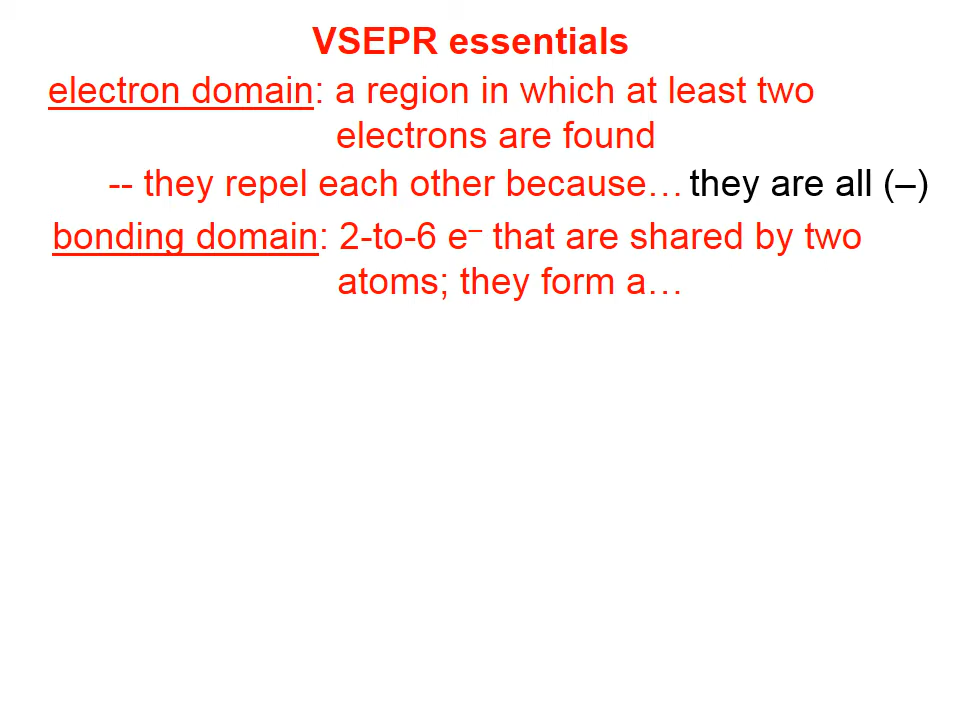 VSEPR essentials
electron domain: a region in which at least two
electrons are found
-- they repel each other because… they are all (–)
bonding domain: 2-to-6 e⁻ that are shared by two
atoms; they form a…